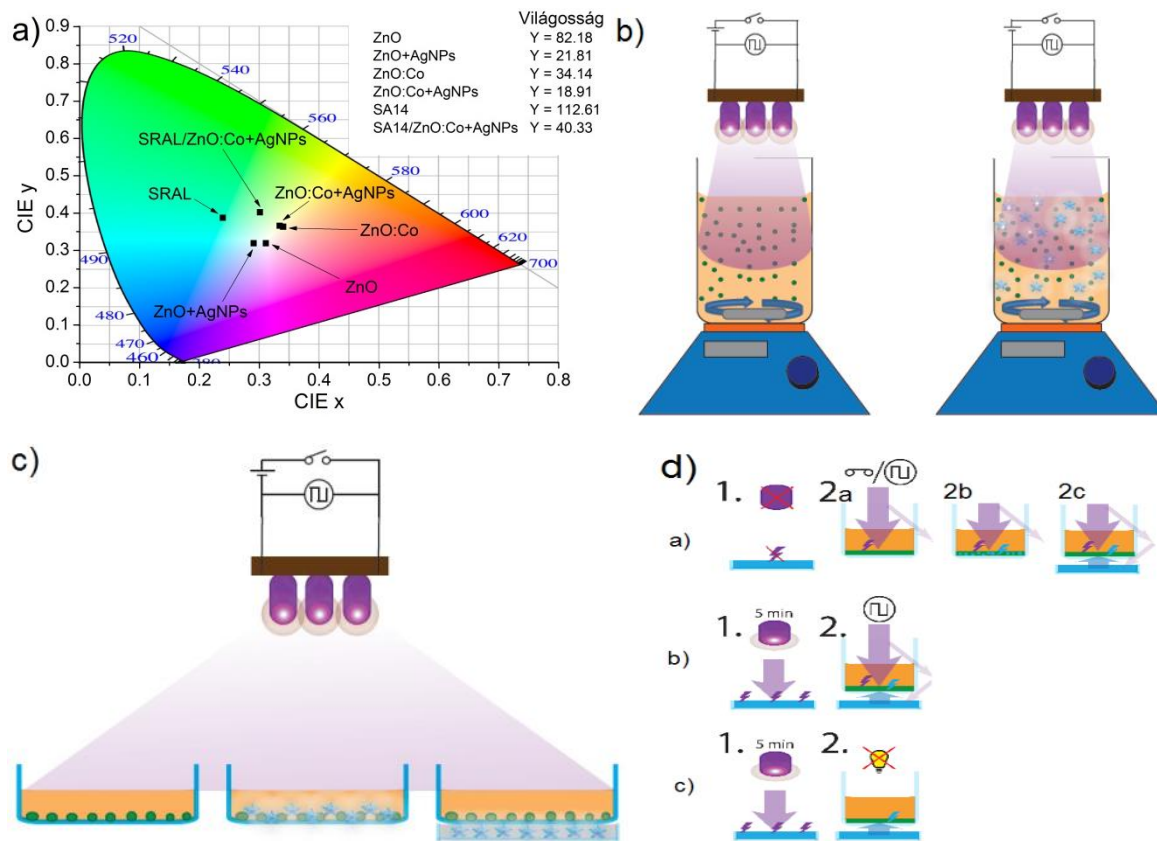 a)
Világosság
ZnO Y = 82.18
ZnO+AgNPs Y = 21.81
ZnO:Co Y = 34.14
ZnO:Co+AgNPs Y = 18.91
SA14 Y = 112.61
SA14/ZnO:Co+AgNPs Y = 40.33
0.9
0.8
0.7
0.6
0.5
0.4
0.3
0.2
0.1
0.0
CIE y
0.0 0.1 0.2 0.3 0.4 0.5 0.6 0.7 0.8
CIE x
520
540
560
580
600
620
700
490
480
470
460
SRAL/ZnO:Co+AgNPs
SRAL
ZnO:Co+AgNPs
ZnO:Co
ZnO+AgNPs
ZnO
b)
c)
d)
1. 2a / 2b 2c
a)
5 min
1. 2.
b)
5 min
1. 2.
c)